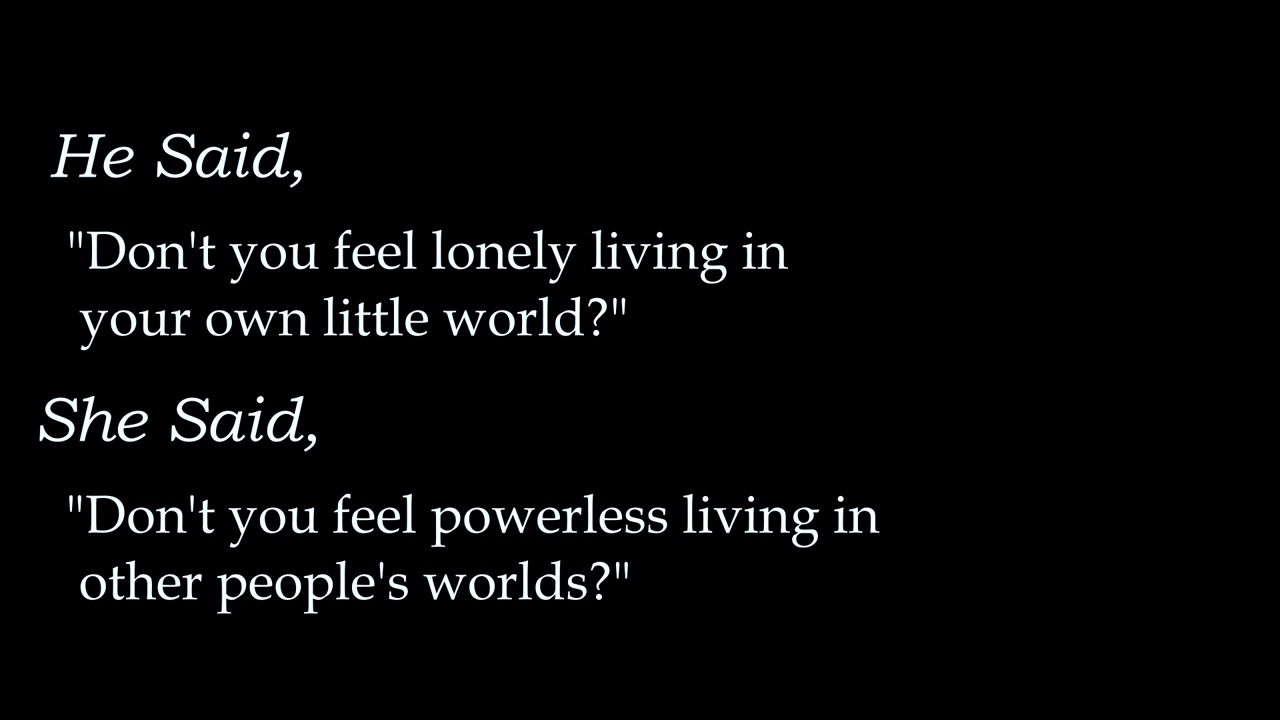 He Said,
"Don't you feel lonely living in
your own little world?"
She Said,
"Don't you feel powerless living in
other people's worlds?"